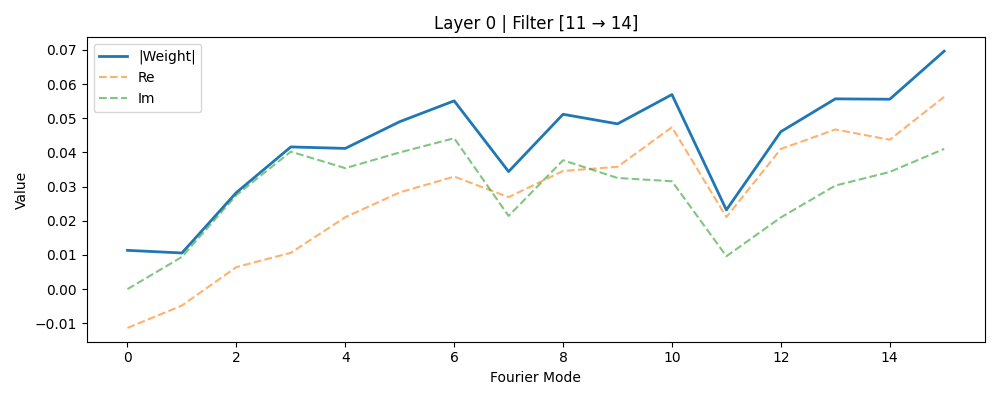 Layer 0 | Filter [11 → 14]
|Weight|
Re
Im
Value
0.07
0.06
0.05
0.04
0.03
0.02
0.01
0.00
−0.01
0 2 4 6 8 10 12 14
Fourier Mode